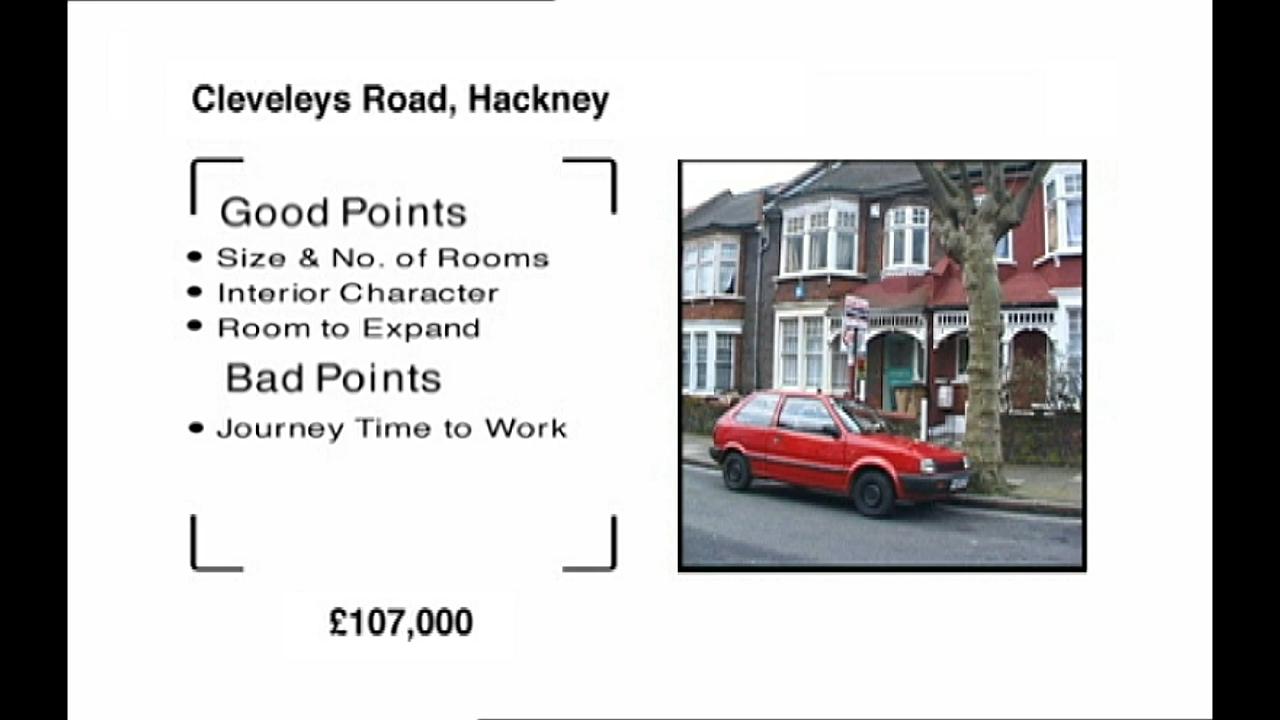 Cleveleys Road, Hackney
Good Points
• Size & No. of Rooms
• Interior Character
• Room to Expand
Bad Points
• Journey Time to Work
£107,000